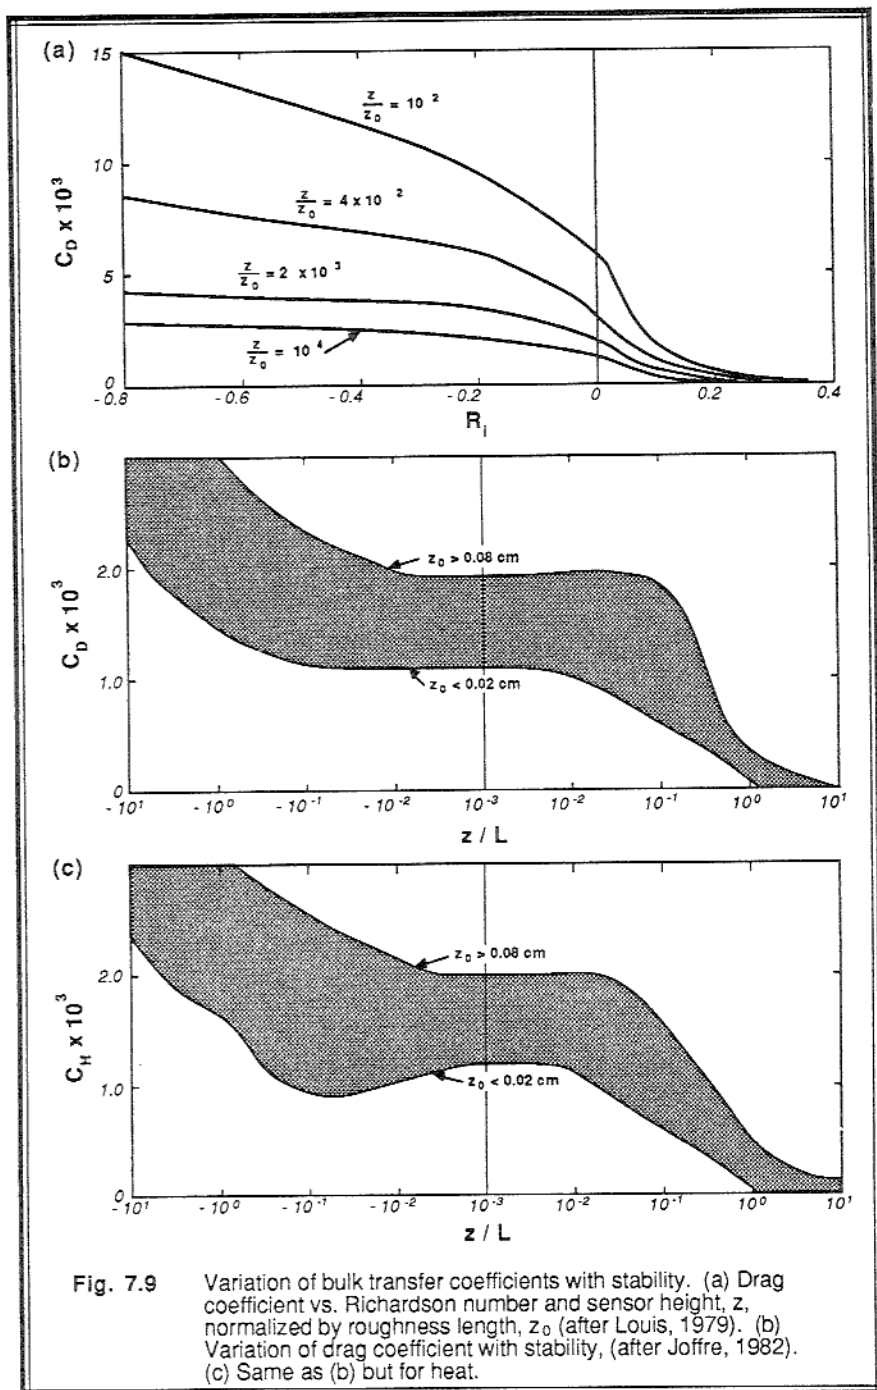 (a)
15
10
5
0
C_D x 10^3
z/z_0 = 10^2
z/z_0 = 4 x 10^2
z/z_0 = 2 x 10^3
z/z_0 = 10^4
-0.8 -0.6 -0.4 -0.2 0 0.2 0.4
R_i
(b)
2.0
1.0
0
C_D x 10^3
z_0 > 0.08 cm
z_0 < 0.02 cm
-10^1 -10^0 -10^-1 -10^-2 10^-3 10^-2 10^-1 10^0 10^1
z / L
(c)
2.0
1.0
0
C_H x 10^3
z_0 > 0.08 cm
z_0 < 0.02 cm
-10^1 -10^0 -10^-1 -10^-2 10^-3 10^-2 10^-1 10^0 10^1
z / L
Fig. 7.9 Variation of bulk transfer coefficients with stability. (a) Drag
coefficient vs. Richardson number and sensor height, z,
normalized by roughness length, z_0 (after Louis, 1979). (b)
Variation of drag coefficient with stability, (after Joffre, 1982).
(c) Same as (b) but for heat.